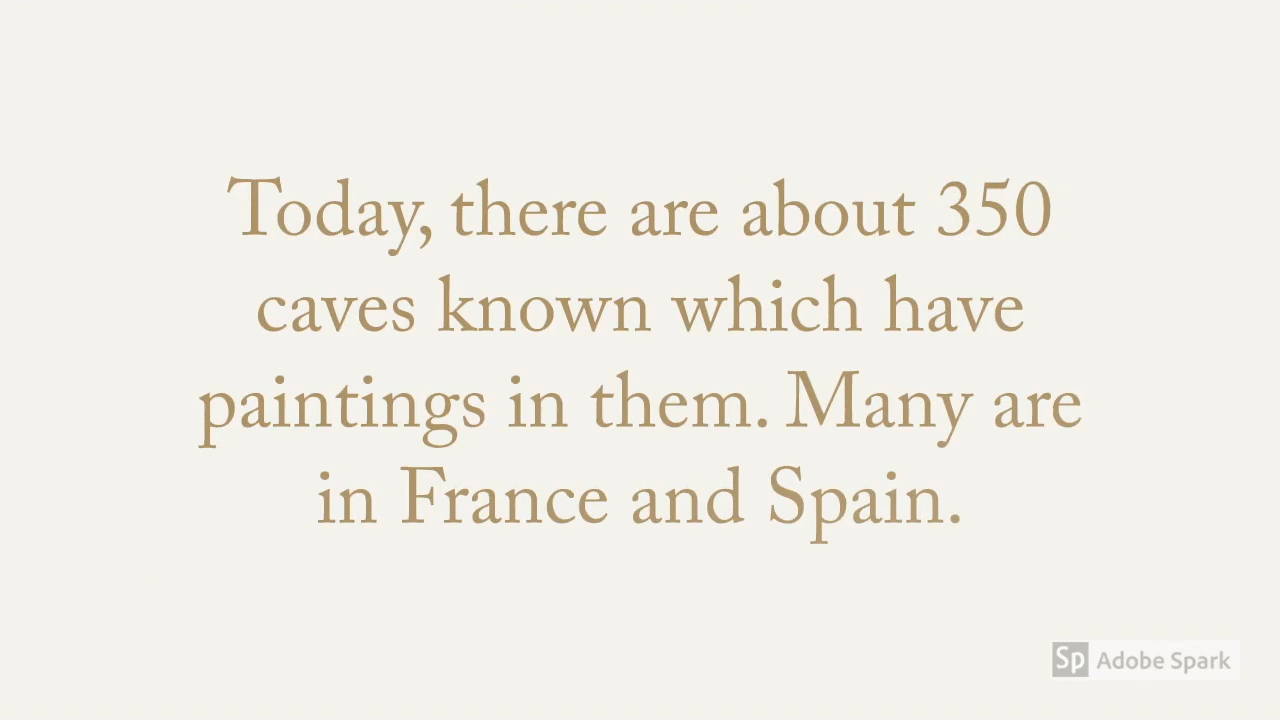 Today, there are about 350
caves known which have
paintings in them. Many are
in France and Spain.
Sp Adobe Spark